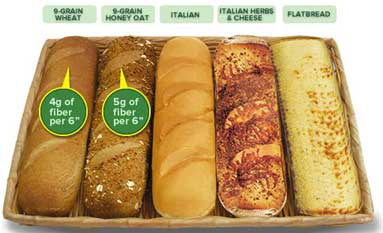 9-GRAIN
WHEAT
9-GRAIN
HONEY OAT
ITALIAN
ITALIAN HERBS
& CHEESE
FLATBREAD
4g of
fiber
per 6"
5g of
fiber
per 6"